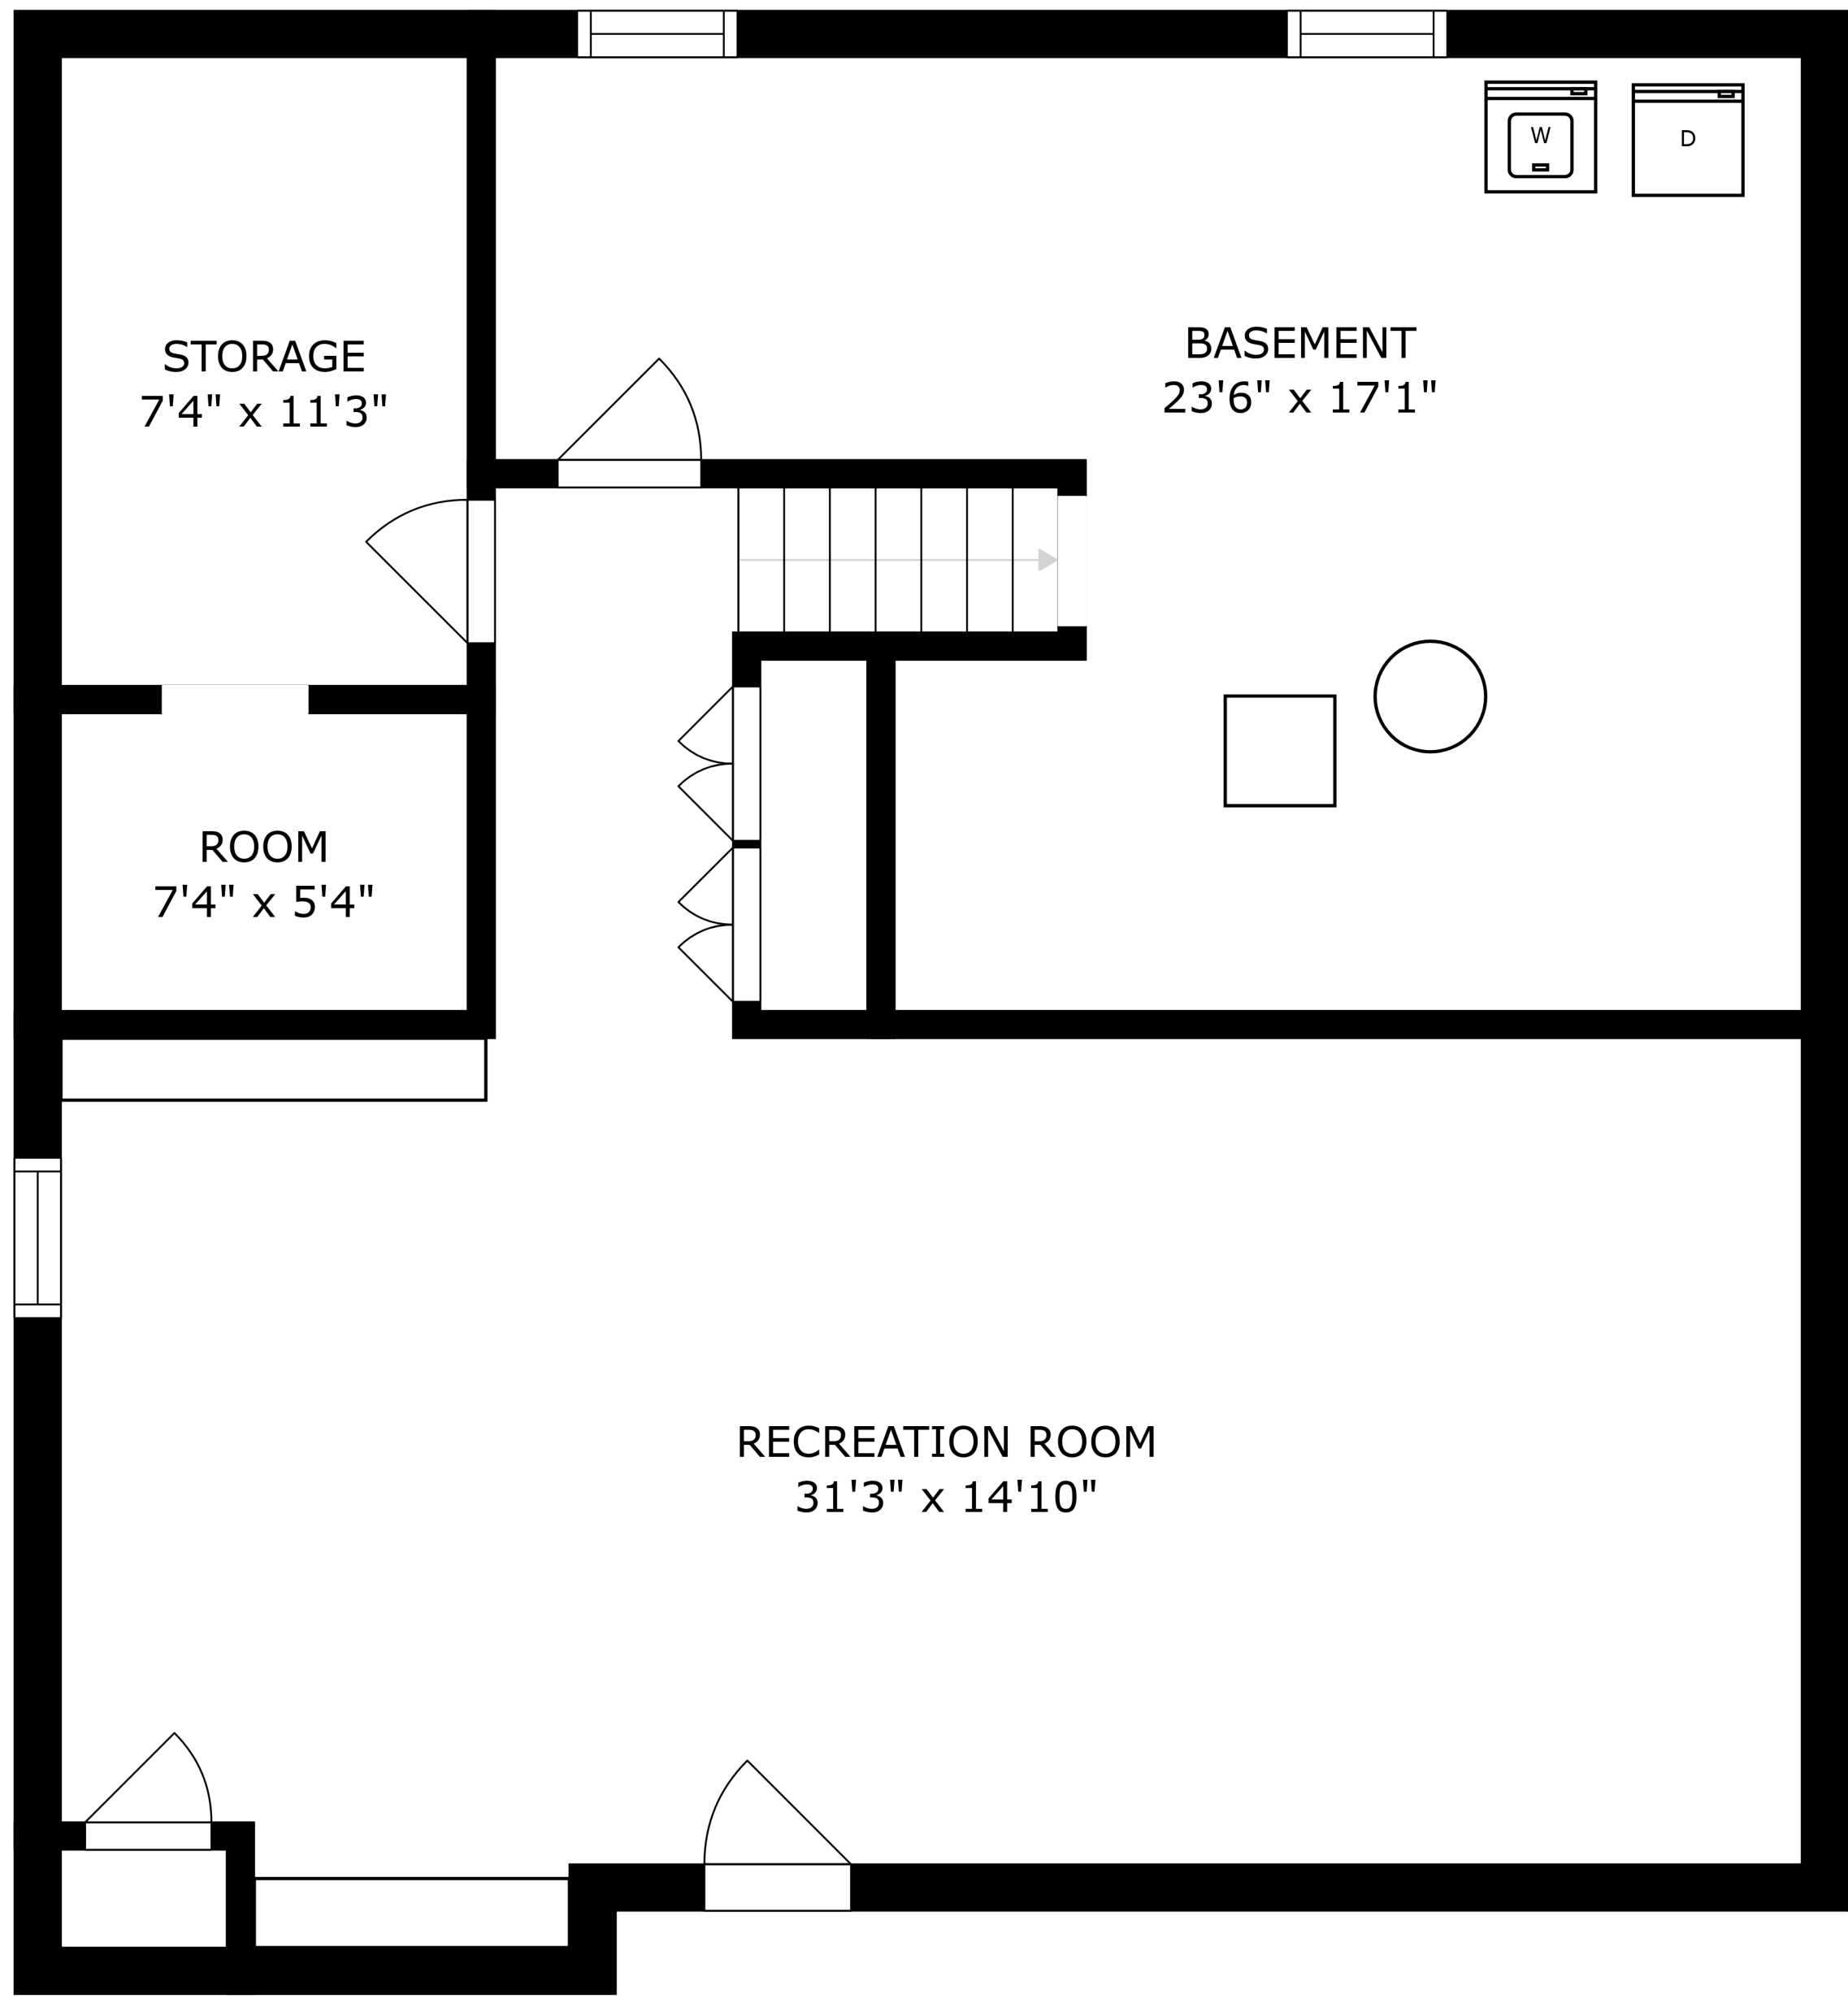 W
D
BASEMENT
23'6" x 17'1"
STORAGE
7'4" x 11'3"
ROOM
7'4" x 5'4"
RECREATION ROOM
31'3" x 14'10"